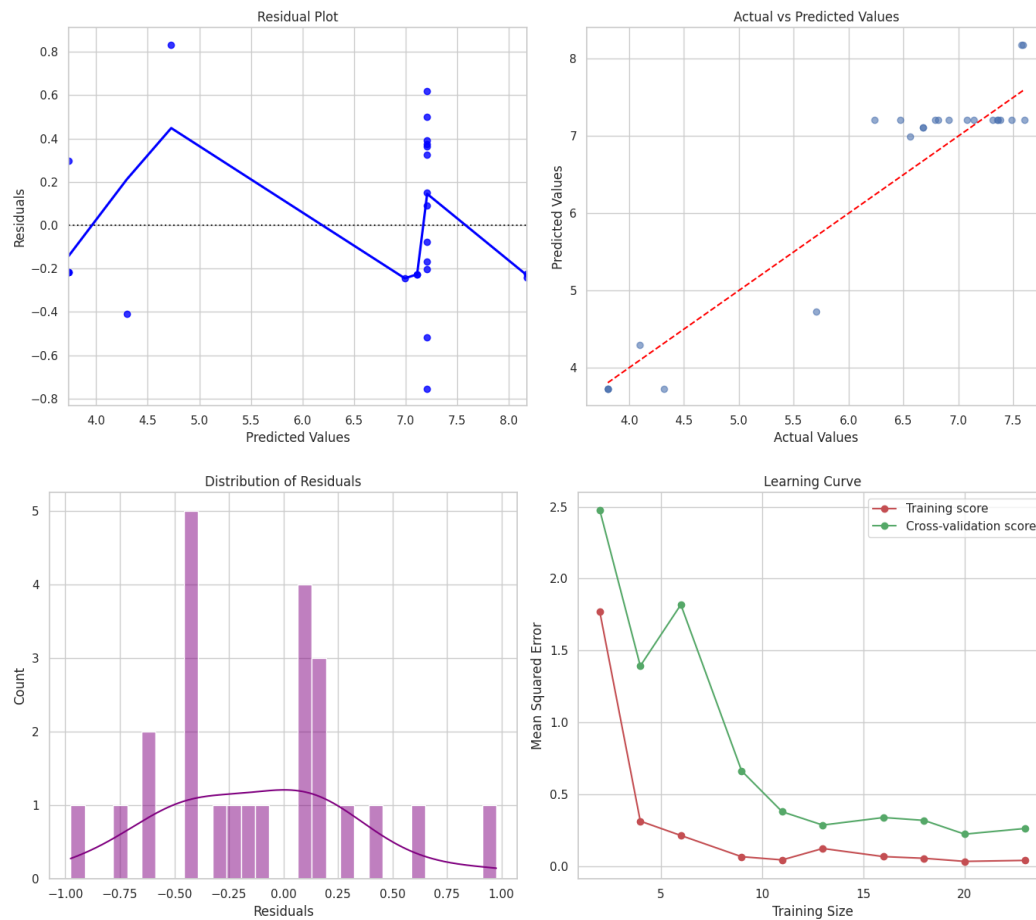 Residual Plot
0.8
0.6
0.4
0.2
0.0
−0.2
−0.4
−0.6
−0.8
Residuals
4.0 4.5 5.0 5.5 6.0 6.5 7.0 7.5 8.0
Predicted Values
Actual vs Predicted Values
8
7
6
5
4
Predicted Values
4.0 4.5 5.0 5.5 6.0 6.5 7.0 7.5
Actual Values
Distribution of Residuals
5
4
3
2
1
0
Count
−1.00 −0.75 −0.50 −0.25 0.00 0.25 0.50 0.75 1.00
Residuals
Learning Curve
Training score
Cross-validation score
2.5
2.0
1.5
1.0
0.5
0.0
Mean Squared Error
5 10 15 20
Training Size